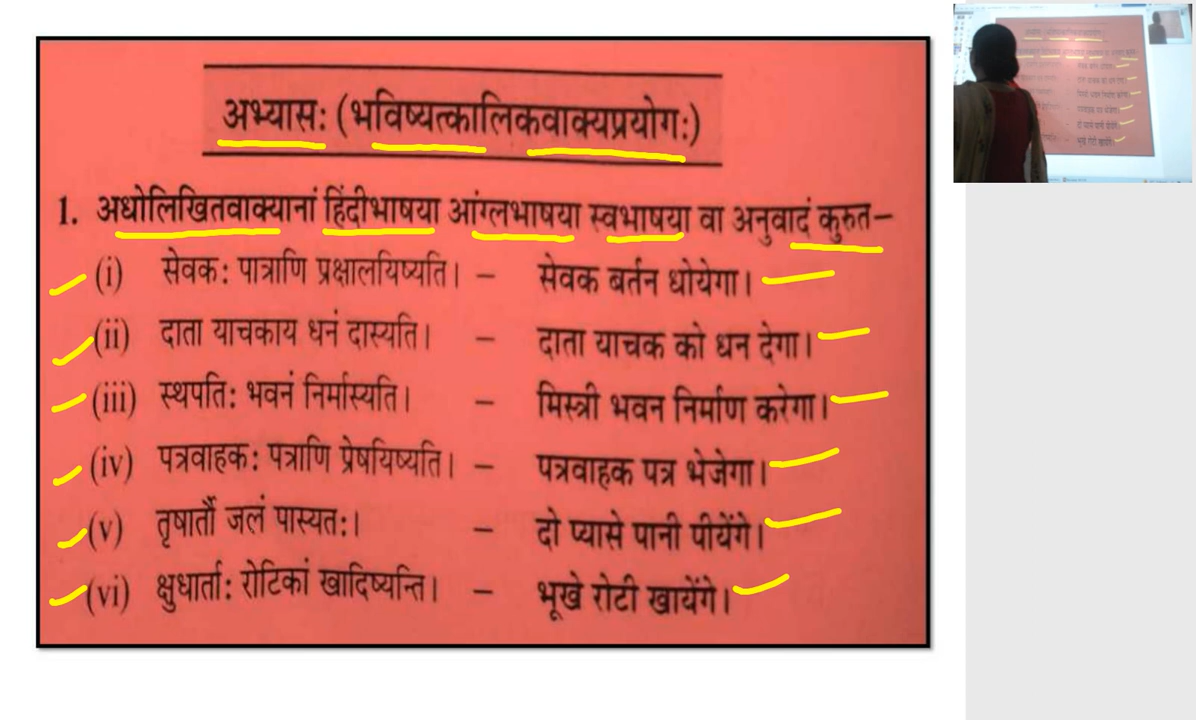 अभ्यासः (भविष्यत्कालिकवाक्यप्रयोगः)
1. अधोलिखितवाक्यानां हिंदीभाषया आंग्लभाषया स्वभाषया वा अनुवादं कुरुत–
(i) सेवकः पात्राणि प्रक्षालयिष्यति। – सेवक बर्तन धोयेगा।
(ii) दाता याचकाय धनं दास्यति। – दाता याचक को धन देगा।
(iii) स्थपतिः भवनं निर्मास्यति। – मिस्त्री भवन निर्माण करेगा।
(iv) पत्रवाहकः पत्राणि प्रेषयिष्यति। – पत्रवाहक पत्र भेजेगा।
(v) तृषार्तौ जलं पास्यतः। – दो प्यासे पानी पीयेंगे।
(vi) क्षुधार्ताः रोटिकां खादिष्यन्ति। – भूखे रोटी खायेंगे।